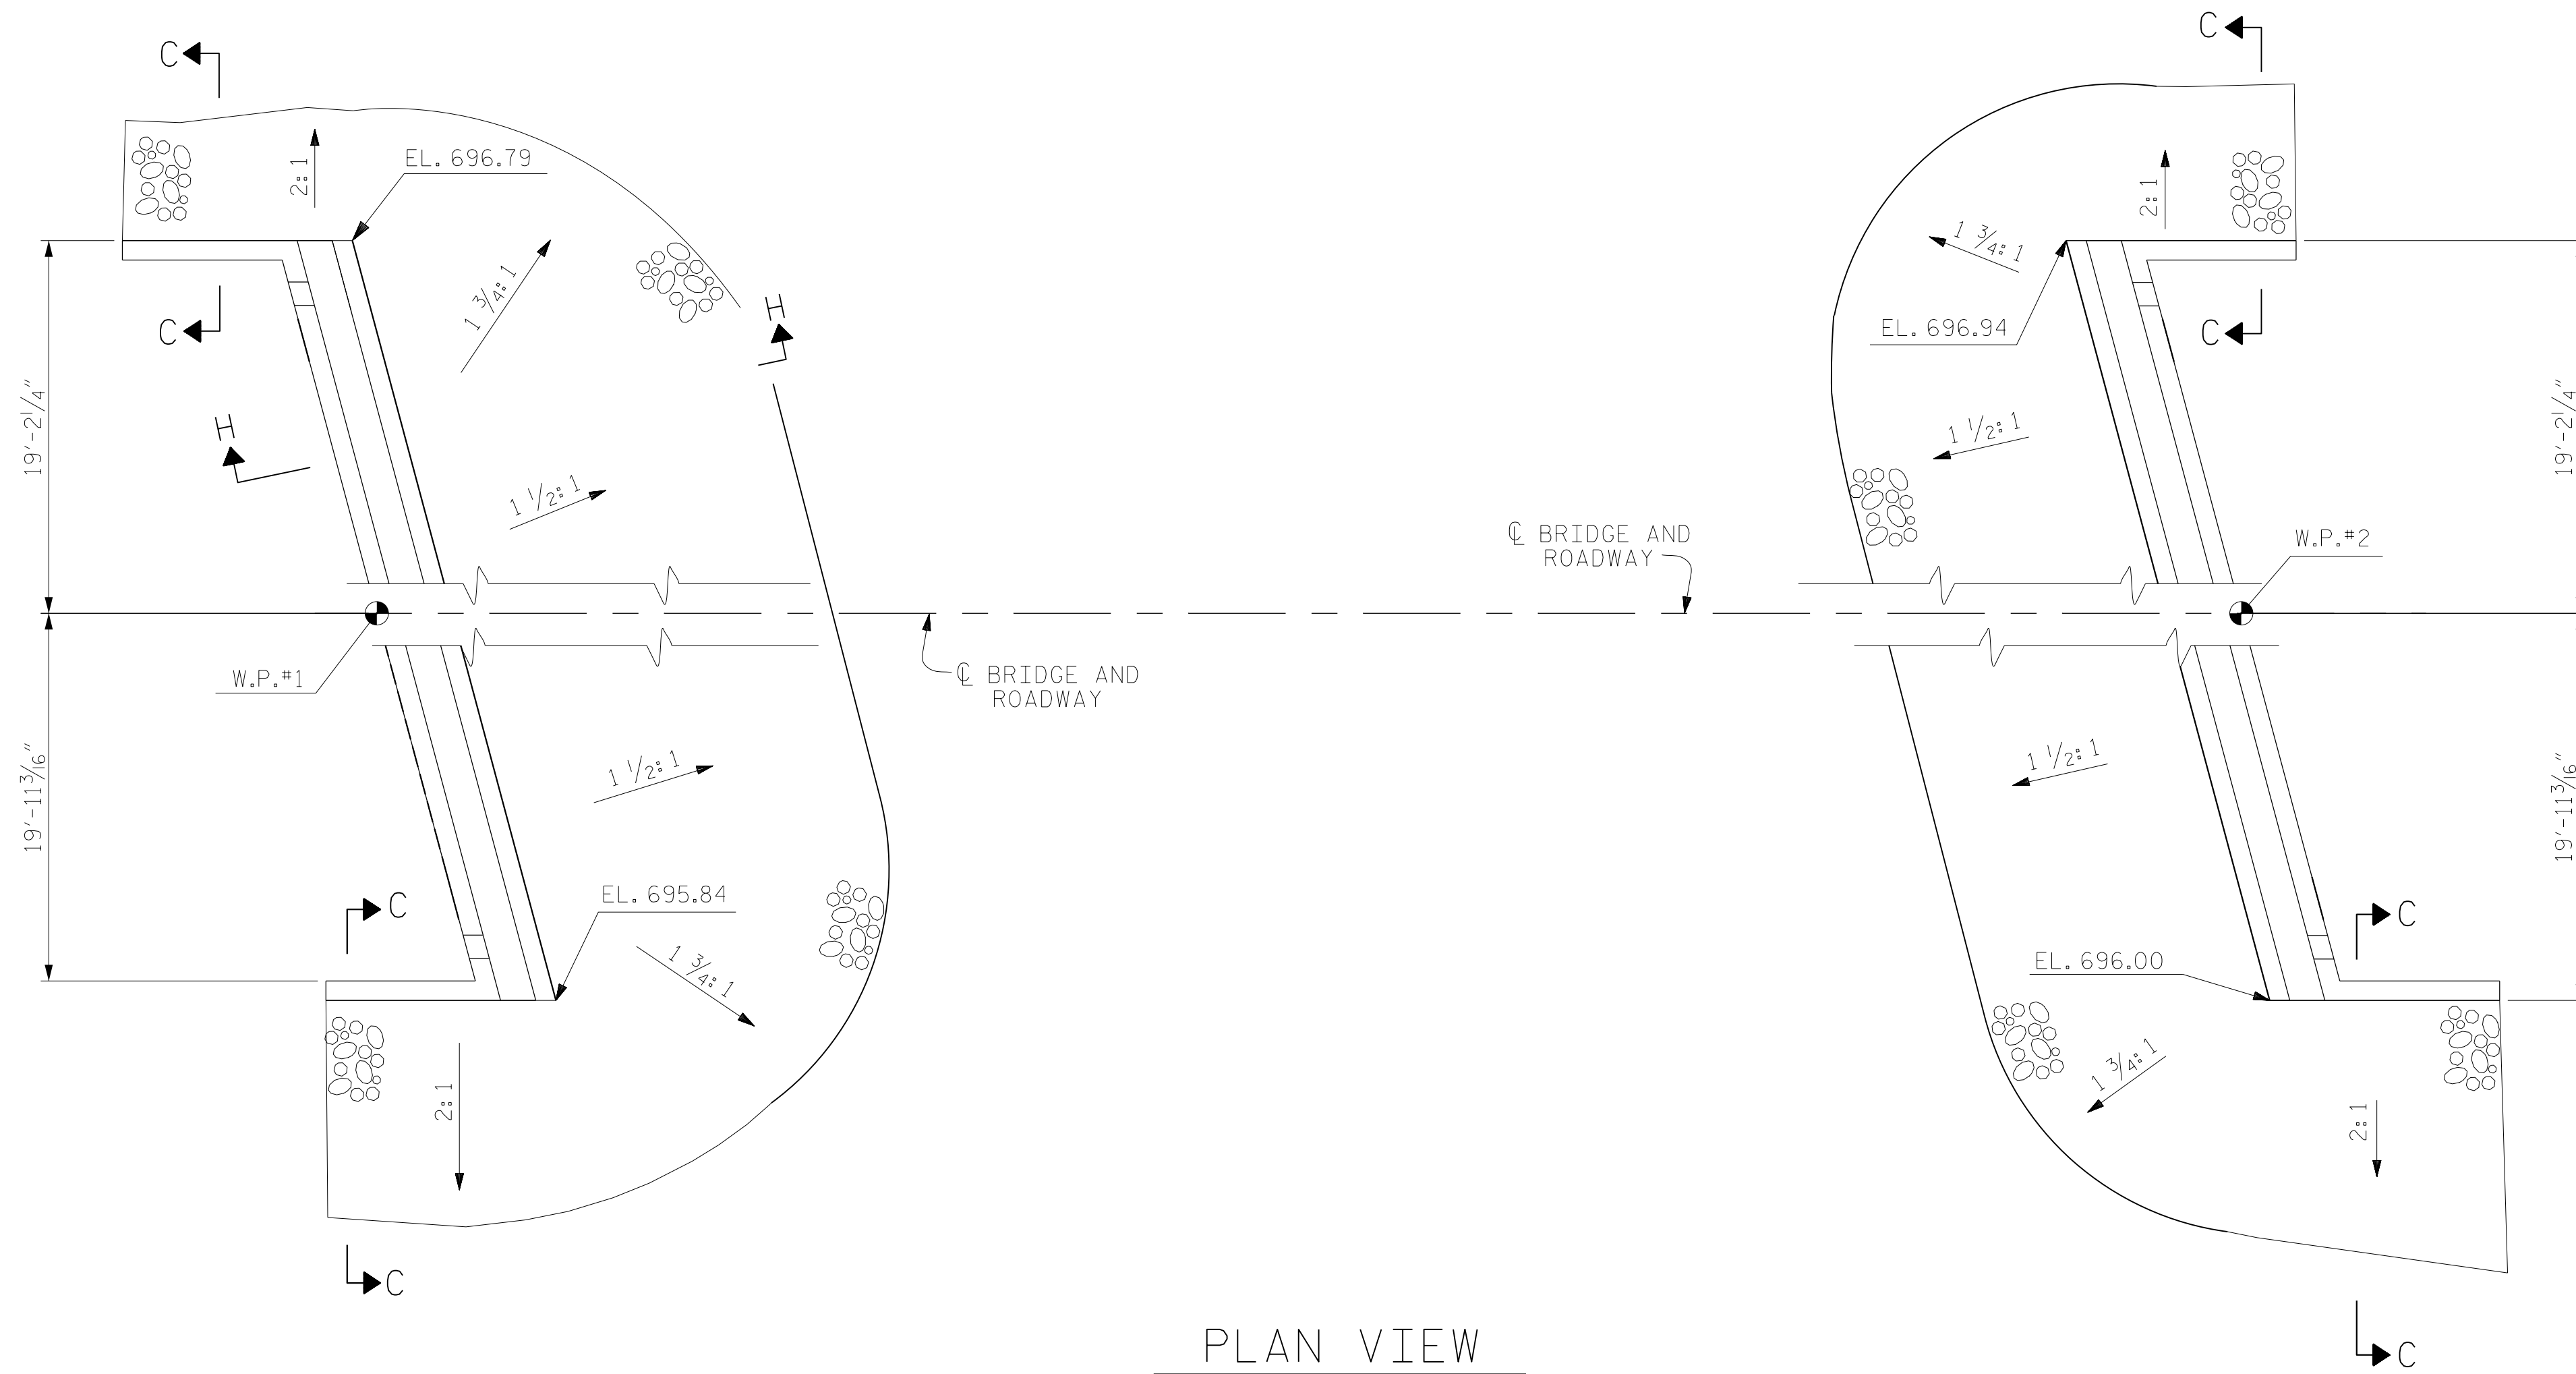 C
C
2:1
EL. 696.79
2:1
1 3/4:1
1 3/4:1
H
C
EL. 696.94
C
19'-2 1/4"
H
1 1/2:1
1 1/2:1
19'-2 1/4"
℄ BRIDGE AND
ROADWAY
W.P.#2
W.P.#1
℄ BRIDGE AND
ROADWAY
19'-11 3/16"
1 1/2:1
1 1/2:1
19'-11 3/16"
C
EL. 695.84
C
1 3/4:1
EL. 696.00
2:1
1 3/4:1
2:1
C
PLAN VIEW
C